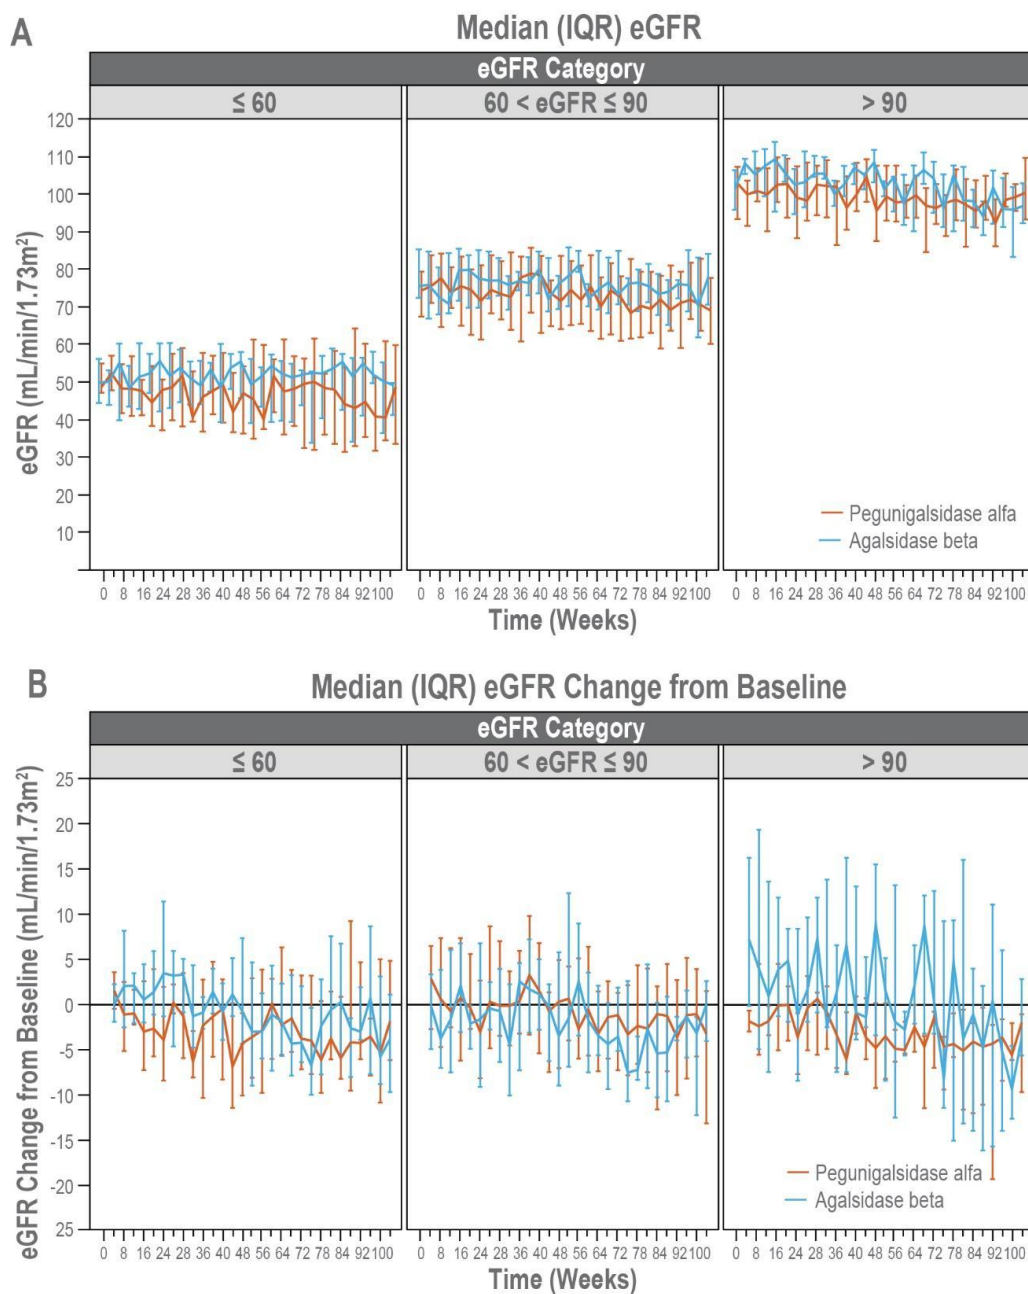 A
Median (IQR) eGFR
eGFR Category
≤ 60
60 < eGFR ≤ 90
> 90
eGFR (mL/min/1.73m²)
120
110
100
90
80
70
60
50
40
30
20
10
Pegunigalsidase alfa
Agalsidase beta
0 8 16 24 28 36 40 48 56 64 72 78 84 92 100
0 8 16 24 28 36 40 48 56 64 72 78 84 92 100
0 8 16 24 28 36 40 48 56 64 72 78 84 92 100
Time (Weeks)
B
Median (IQR) eGFR Change from Baseline
eGFR Category
≤ 60
60 < eGFR ≤ 90
> 90
eGFR Change from Baseline (mL/min/1.73m²)
25
20
15
10
5
0
-5
-10
-15
-20
25
Pegunigalsidase alfa
Agalsidase beta
0 8 16 24 28 36 40 48 56 64 72 78 84 92 100
0 8 16 24 28 36 40 48 56 64 72 78 84 92 100
0 8 16 24 28 36 40 48 56 64 72 78 84 92 100
Time (Weeks)